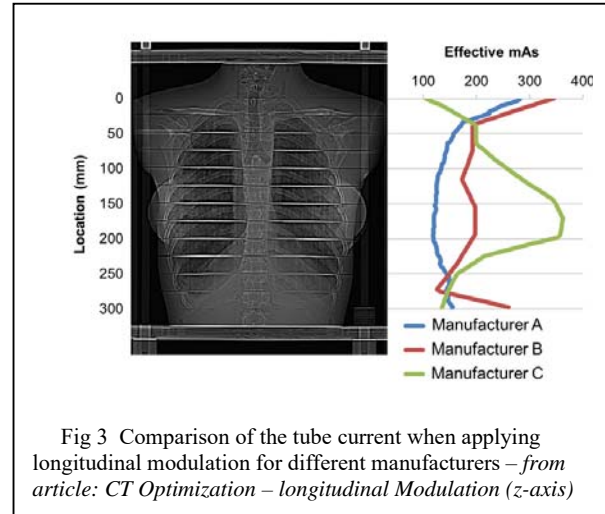 Effective mAs
100 200 300 400
Location (mm)
0
50
100
150
200
250
300
Manufacturer A
Manufacturer B
Manufacturer C
Fig 3 Comparison of the tube current when applying
longitudinal modulation for different manufacturers – from
article: CT Optimization – longitudinal Modulation (z-axis)